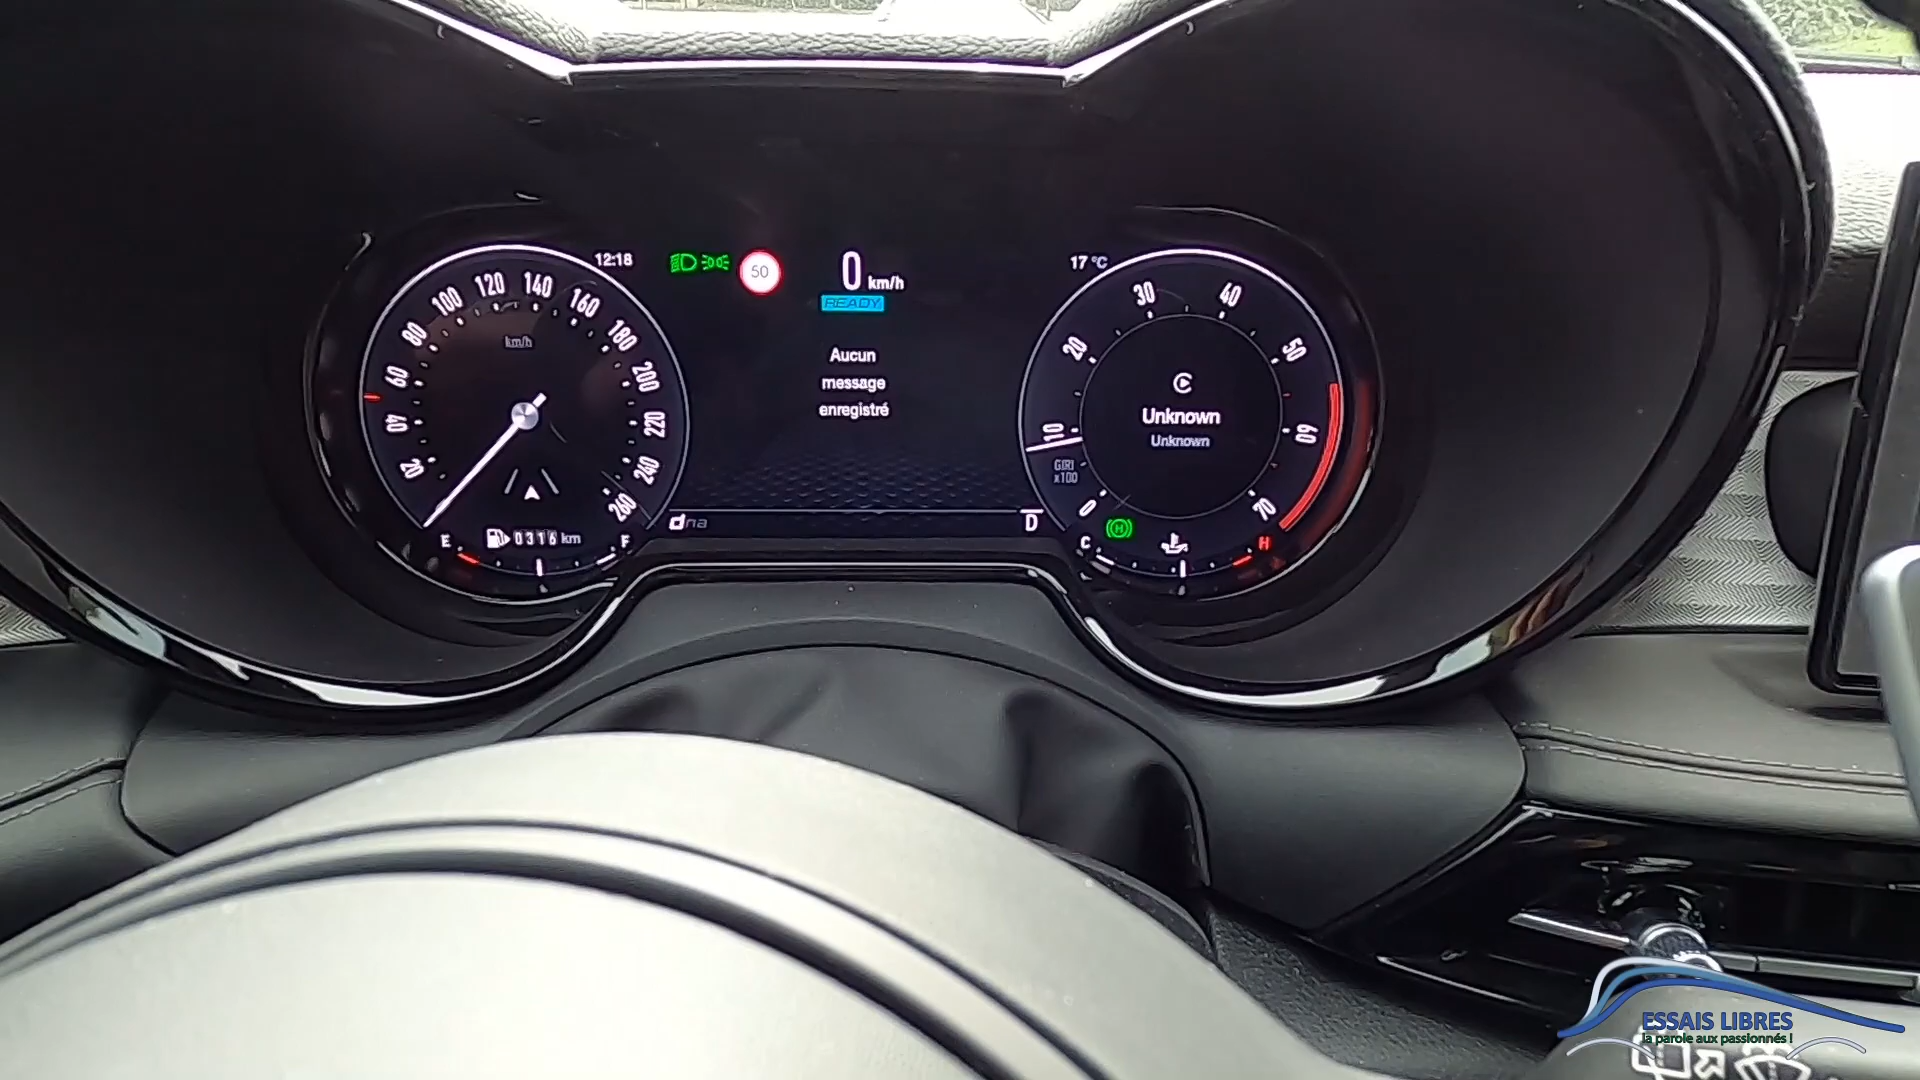 12:18
50
0 km/h
READY
17 °C
20
40
60
80
100
120
140
160
180
200
220
240
260
km/h
E
0316 km
F
Aucun
message
enregistré
dna
D
0
10
20
30
40
50
60
70
GIRI
x100
Unknown
Unknown
H
C
H
ESSAIS LIBRES
la parole aux passionnés !